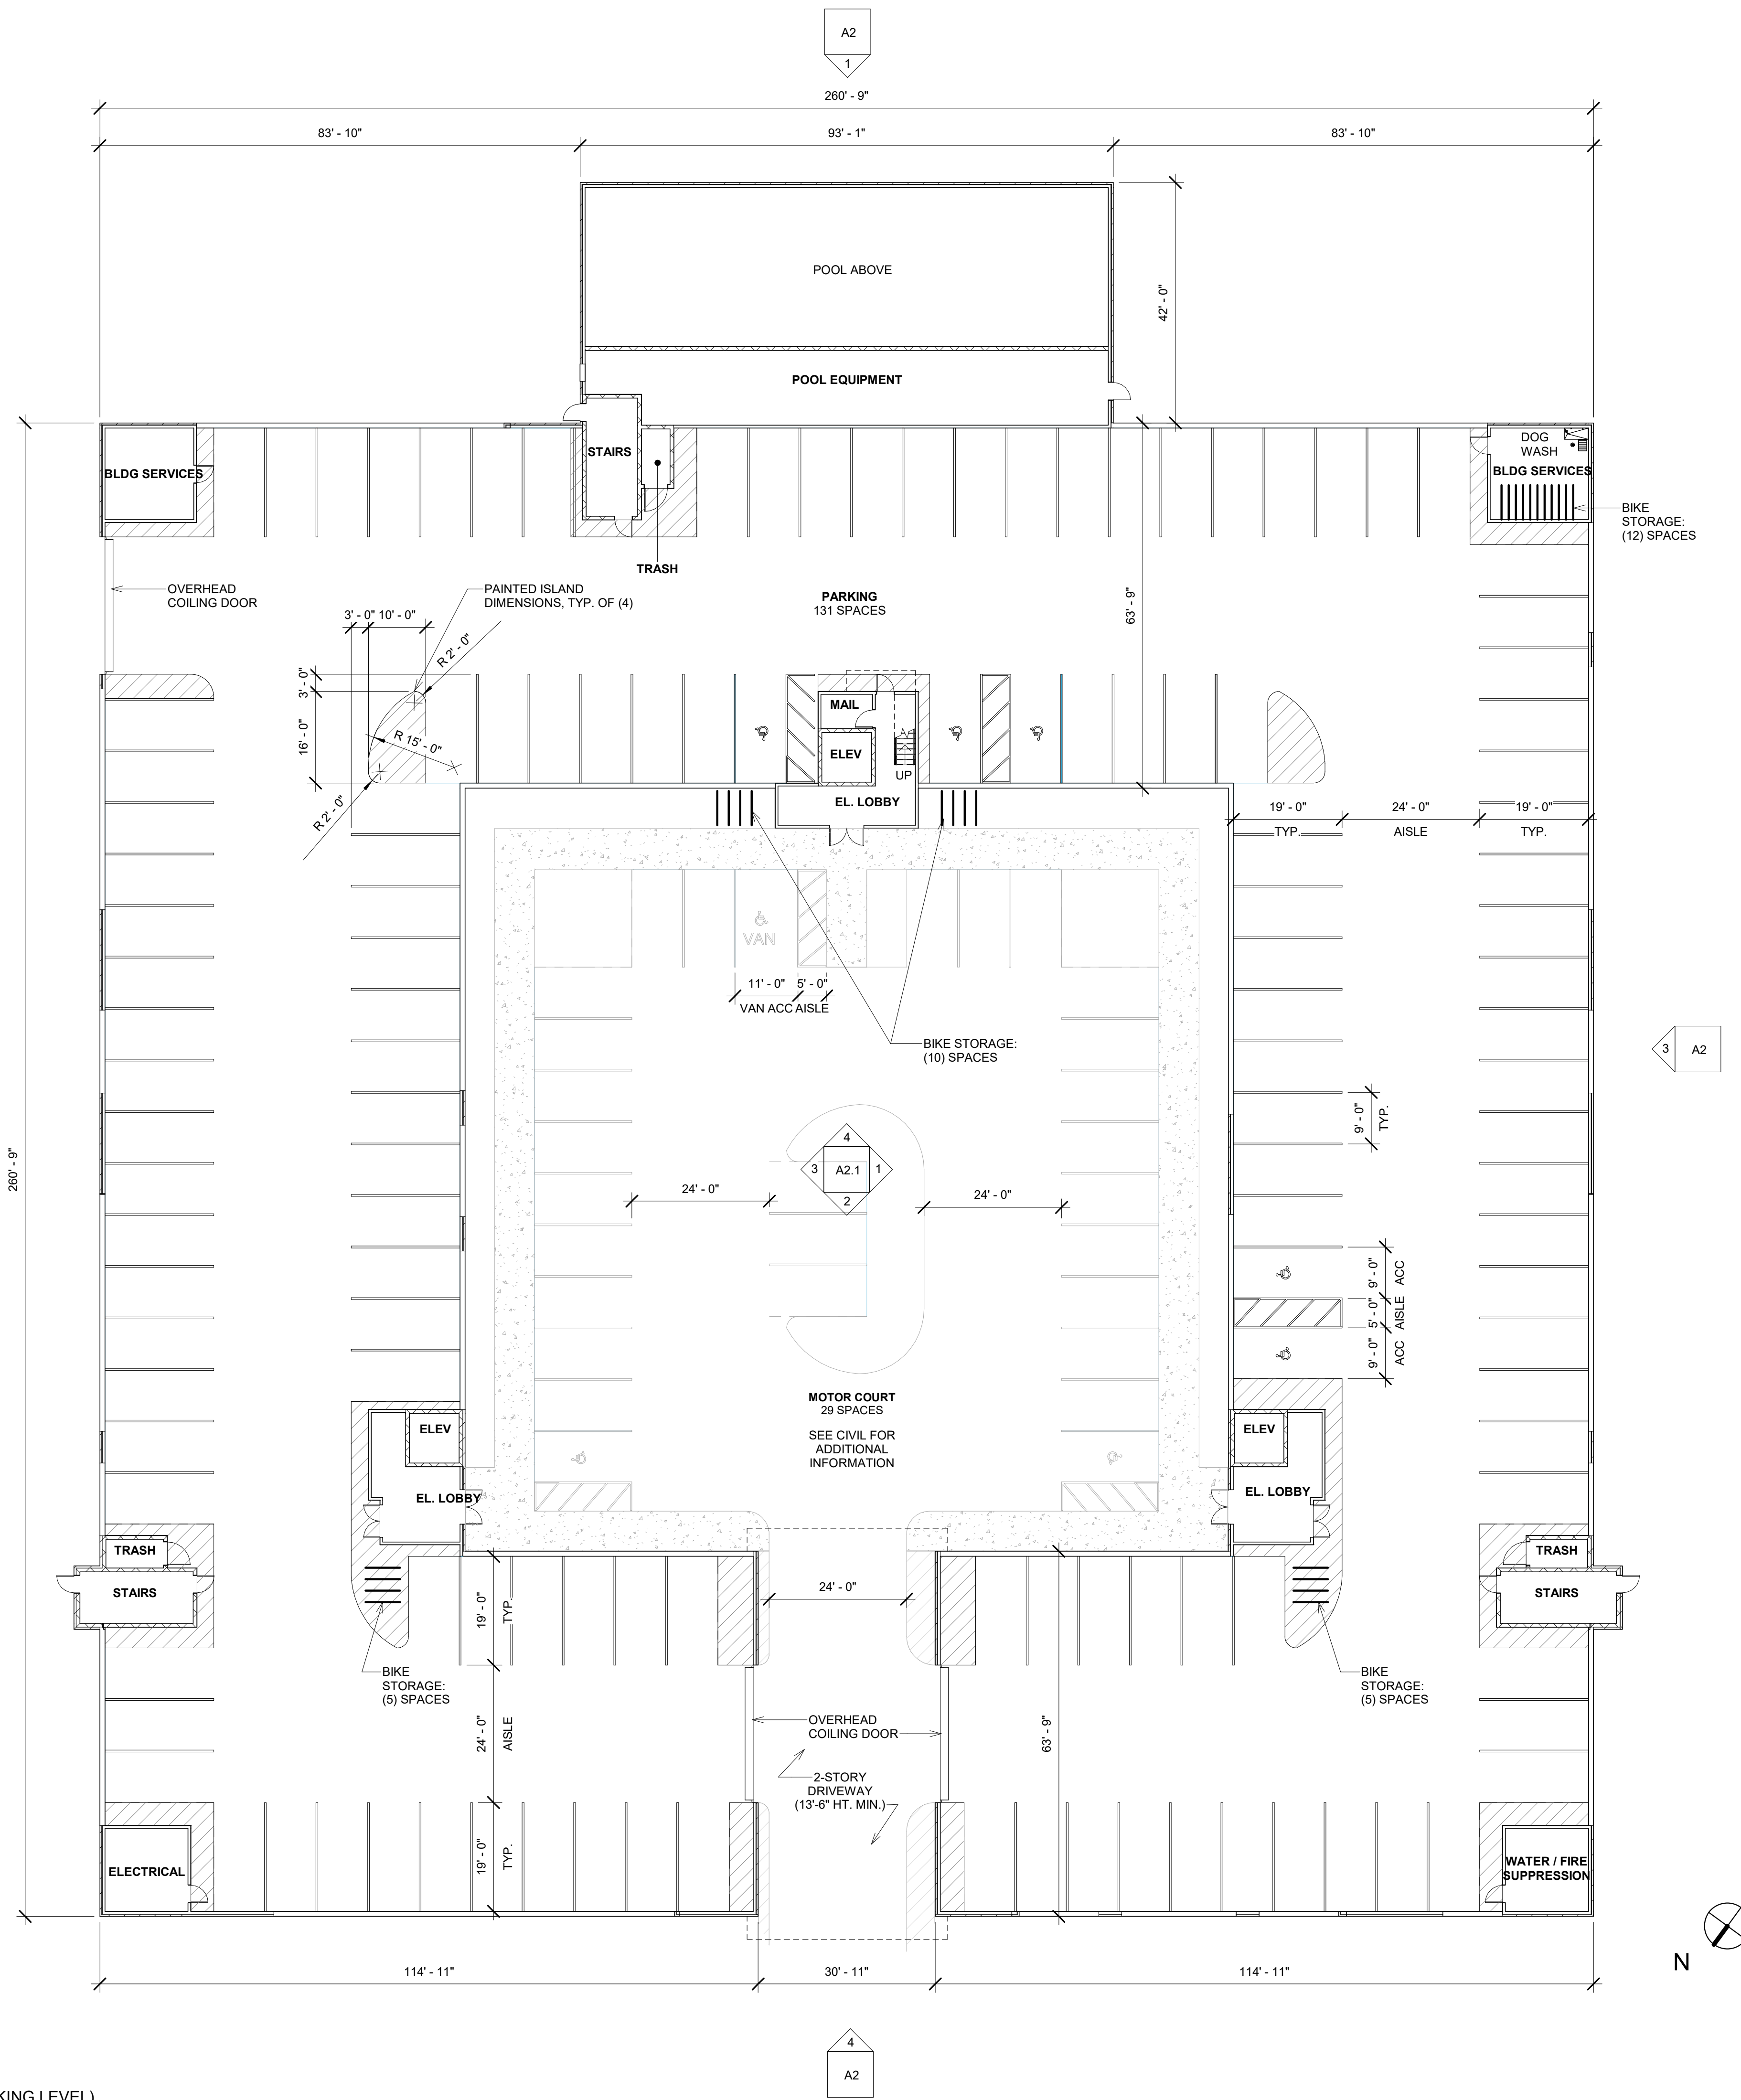 A2
1
260' - 9"
83' - 10"
93' - 1"
83' - 10"
POOL ABOVE
42' - 0"
POOL EQUIPMENT
STAIRS
BLDG SERVICES
DOG
WASH
BLDG SERVICES
BIKE
STORAGE:
(12) SPACES
TRASH
OVERHEAD
COILING DOOR
PAINTED ISLAND
DIMENSIONS, TYP. OF (4)
PARKING
131 SPACES
63' - 9"
3' - 0"
10' - 0"
R 2' - 0"
3' - 0"
16' - 0"
R 15' - 0"
R 2' - 0"
MAIL
ELEV
UP
EL. LOBBY
19' - 0"
TYP.
24' - 0"
AISLE
19' - 0"
TYP.
VAN
11' - 0"
5' - 0"
VAN ACC AISLE
BIKE STORAGE:
(10) SPACES
3
A2
9' - 0"
TYP.
260' - 9"
4
3
A2.1
1
2
24' - 0"
24' - 0"
9' - 0"
ACC
5' - 0"
AISLE
9' - 0"
ACC
MOTOR COURT
29 SPACES
SEE CIVIL FOR
ADDITIONAL
INFORMATION
ELEV
EL. LOBBY
ELEV
EL. LOBBY
TRASH
STAIRS
TRASH
STAIRS
24' - 0"
19' - 0"
TYP.
BIKE
STORAGE:
(5) SPACES
BIKE
STORAGE:
(5) SPACES
24' - 0"
AISLE
OVERHEAD
COILING DOOR
63' - 9"
2-STORY
DRIVEWAY
(13'-6" HT. MIN.)
19' - 0"
TYP.
ELECTRICAL
WATER / FIRE
SUPPRESSION
N
114' - 11"
30' - 11"
114' - 11"
4
A2
KING LEVEL)